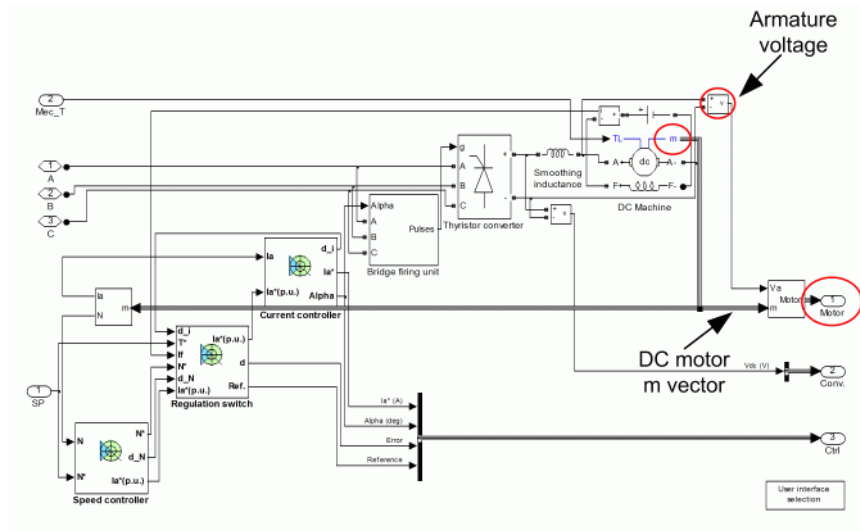 Armature
voltage
2
Mec_T
+
-
v
+
-
TL
m
dc
A+
A-
F+
F-
DC Machine
Smoothing
inductance
g
A
B
C
+
-
Thyristor converter
1
A
2
B
3
C
Alpha
A
B
C
Pulses
Bridge firing unit
+
-
v
Ia
Ia*(p.u.)
d_i
Ia*
Alpha
Current controller
Ia
N
m
Va
m
Motor
1
Motor
DC motor
m vector
d_i
T*
If
N*
d_N
Ia*(p.u.)
Ia*(p.u.)
d
Ref.
Regulation switch
1
SP
Vdc (V)
2
Conv.
N
N*
N*
d_N
Ia*(p.u.)
Speed controller
Ia* (A)
Alpha (deg)
Error
Reference
3
Ctrl
User interface
selection